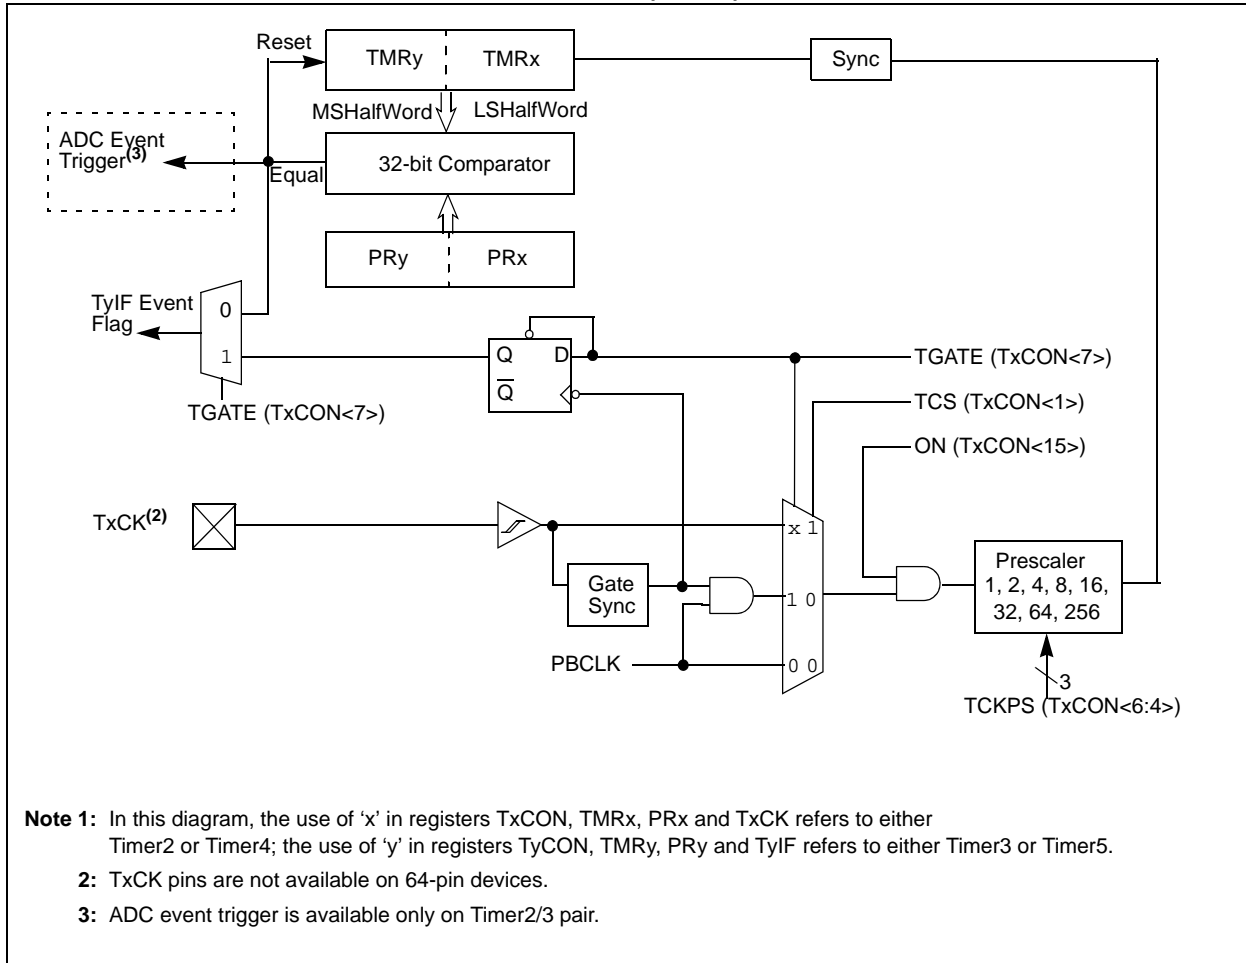 Reset
TMRy
TMRx
Sync
MSHalfWord
LSHalfWord
ADC Event
Trigger(3)
Equal
32-bit Comparator
PRy
PRx
TyIF Event
Flag
0
1
TGATE (TxCON<7>)
Q
D
Q
TGATE (TxCON<7>)
TCS (TxCON<1>)
ON (TxCON<15>)
TxCK(2)
x 1
Gate
Sync
1 0
Prescaler
1, 2, 4, 8, 16,
32, 64, 256
PBCLK
0 0
3
TCKPS (TxCON<6:4>)
Note 1: In this diagram, the use of ‘x’ in registers TxCON, TMRx, PRx and TxCK refers to either
Timer2 or Timer4; the use of ‘y’ in registers TyCON, TMRy, PRy and TyIF refers to either Timer3 or Timer5.
2: TxCK pins are not available on 64-pin devices.
3: ADC event trigger is available only on Timer2/3 pair.